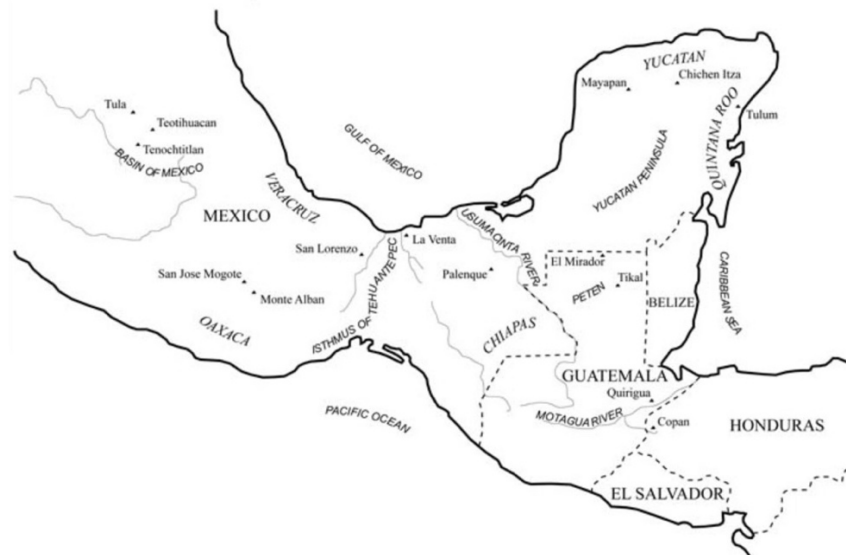 YUCATAN
Mayapan
Chichen Itza
Tula
Teotihuacan
Tulum
Tenochtitlan
BASIN OF MEXICO
GULF OF MEXICO
QUINTANA ROO
YUCATAN PENINSULA
VERACRUZ
MEXICO
USUMACINTA RIVER
La Venta
San Lorenzo
El Mirador
Palenque
Tikal
San Jose Mogote
PETEN
BELIZE
CARIBBEAN SEA
Monte Alban
ISTHMUS OF TEHUANTEPEC
OAXACA
CHIAPAS
GUATEMALA
Quirigua
PACIFIC OCEAN
MOTAGUA RIVER
Copan
HONDURAS
EL SALVADOR